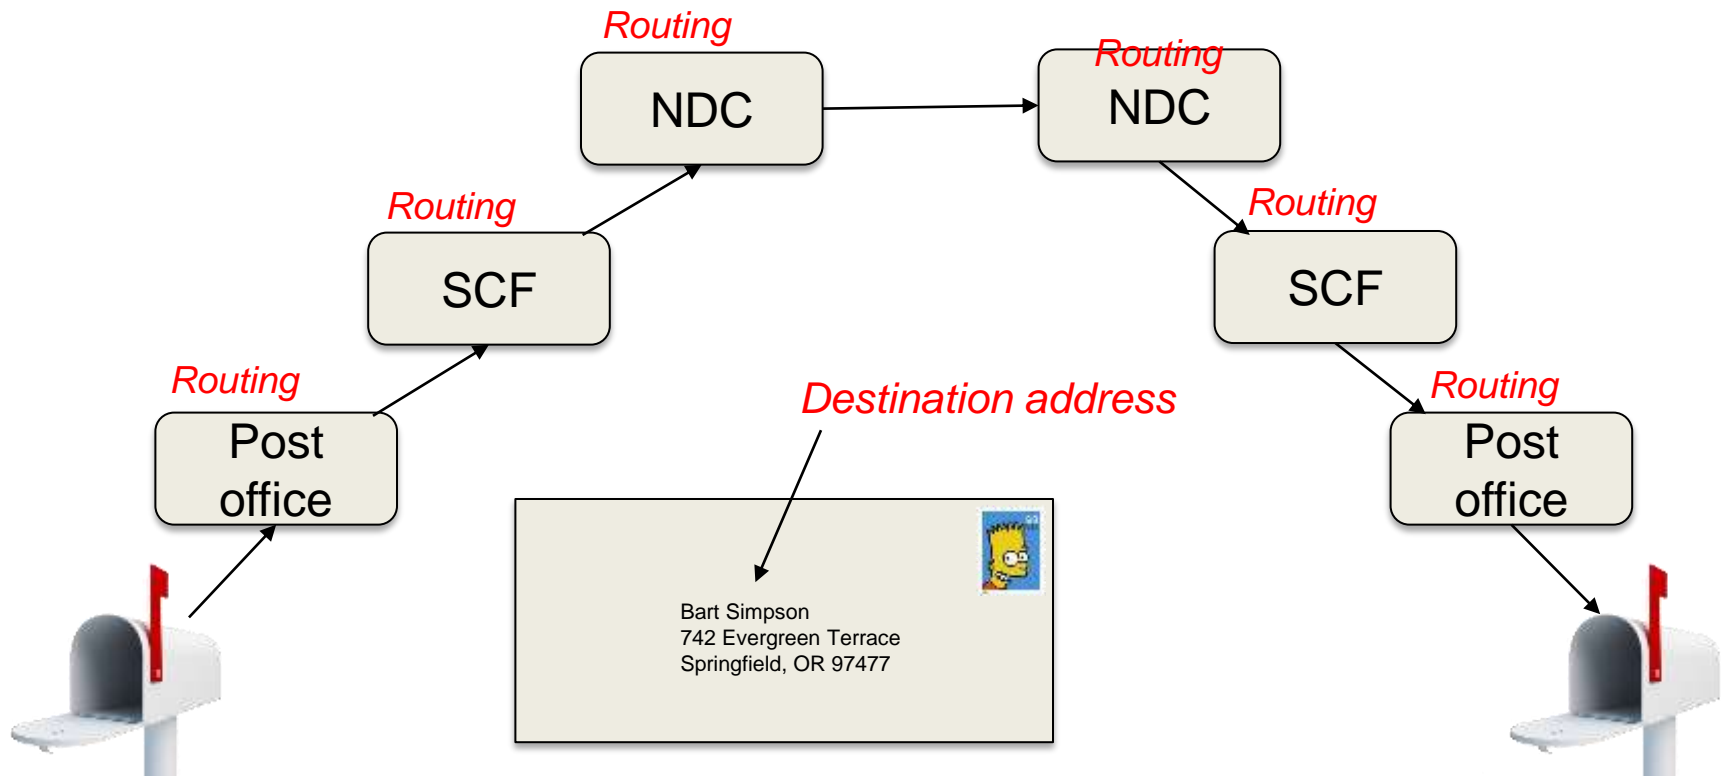 Routing
Routing
NDC
NDC
Routing
Routing
SCF
SCF
Routing
Destination address
Routing
Post
office
Post
office
Bart Simpson
742 Evergreen Terrace
Springfield, OR 97477